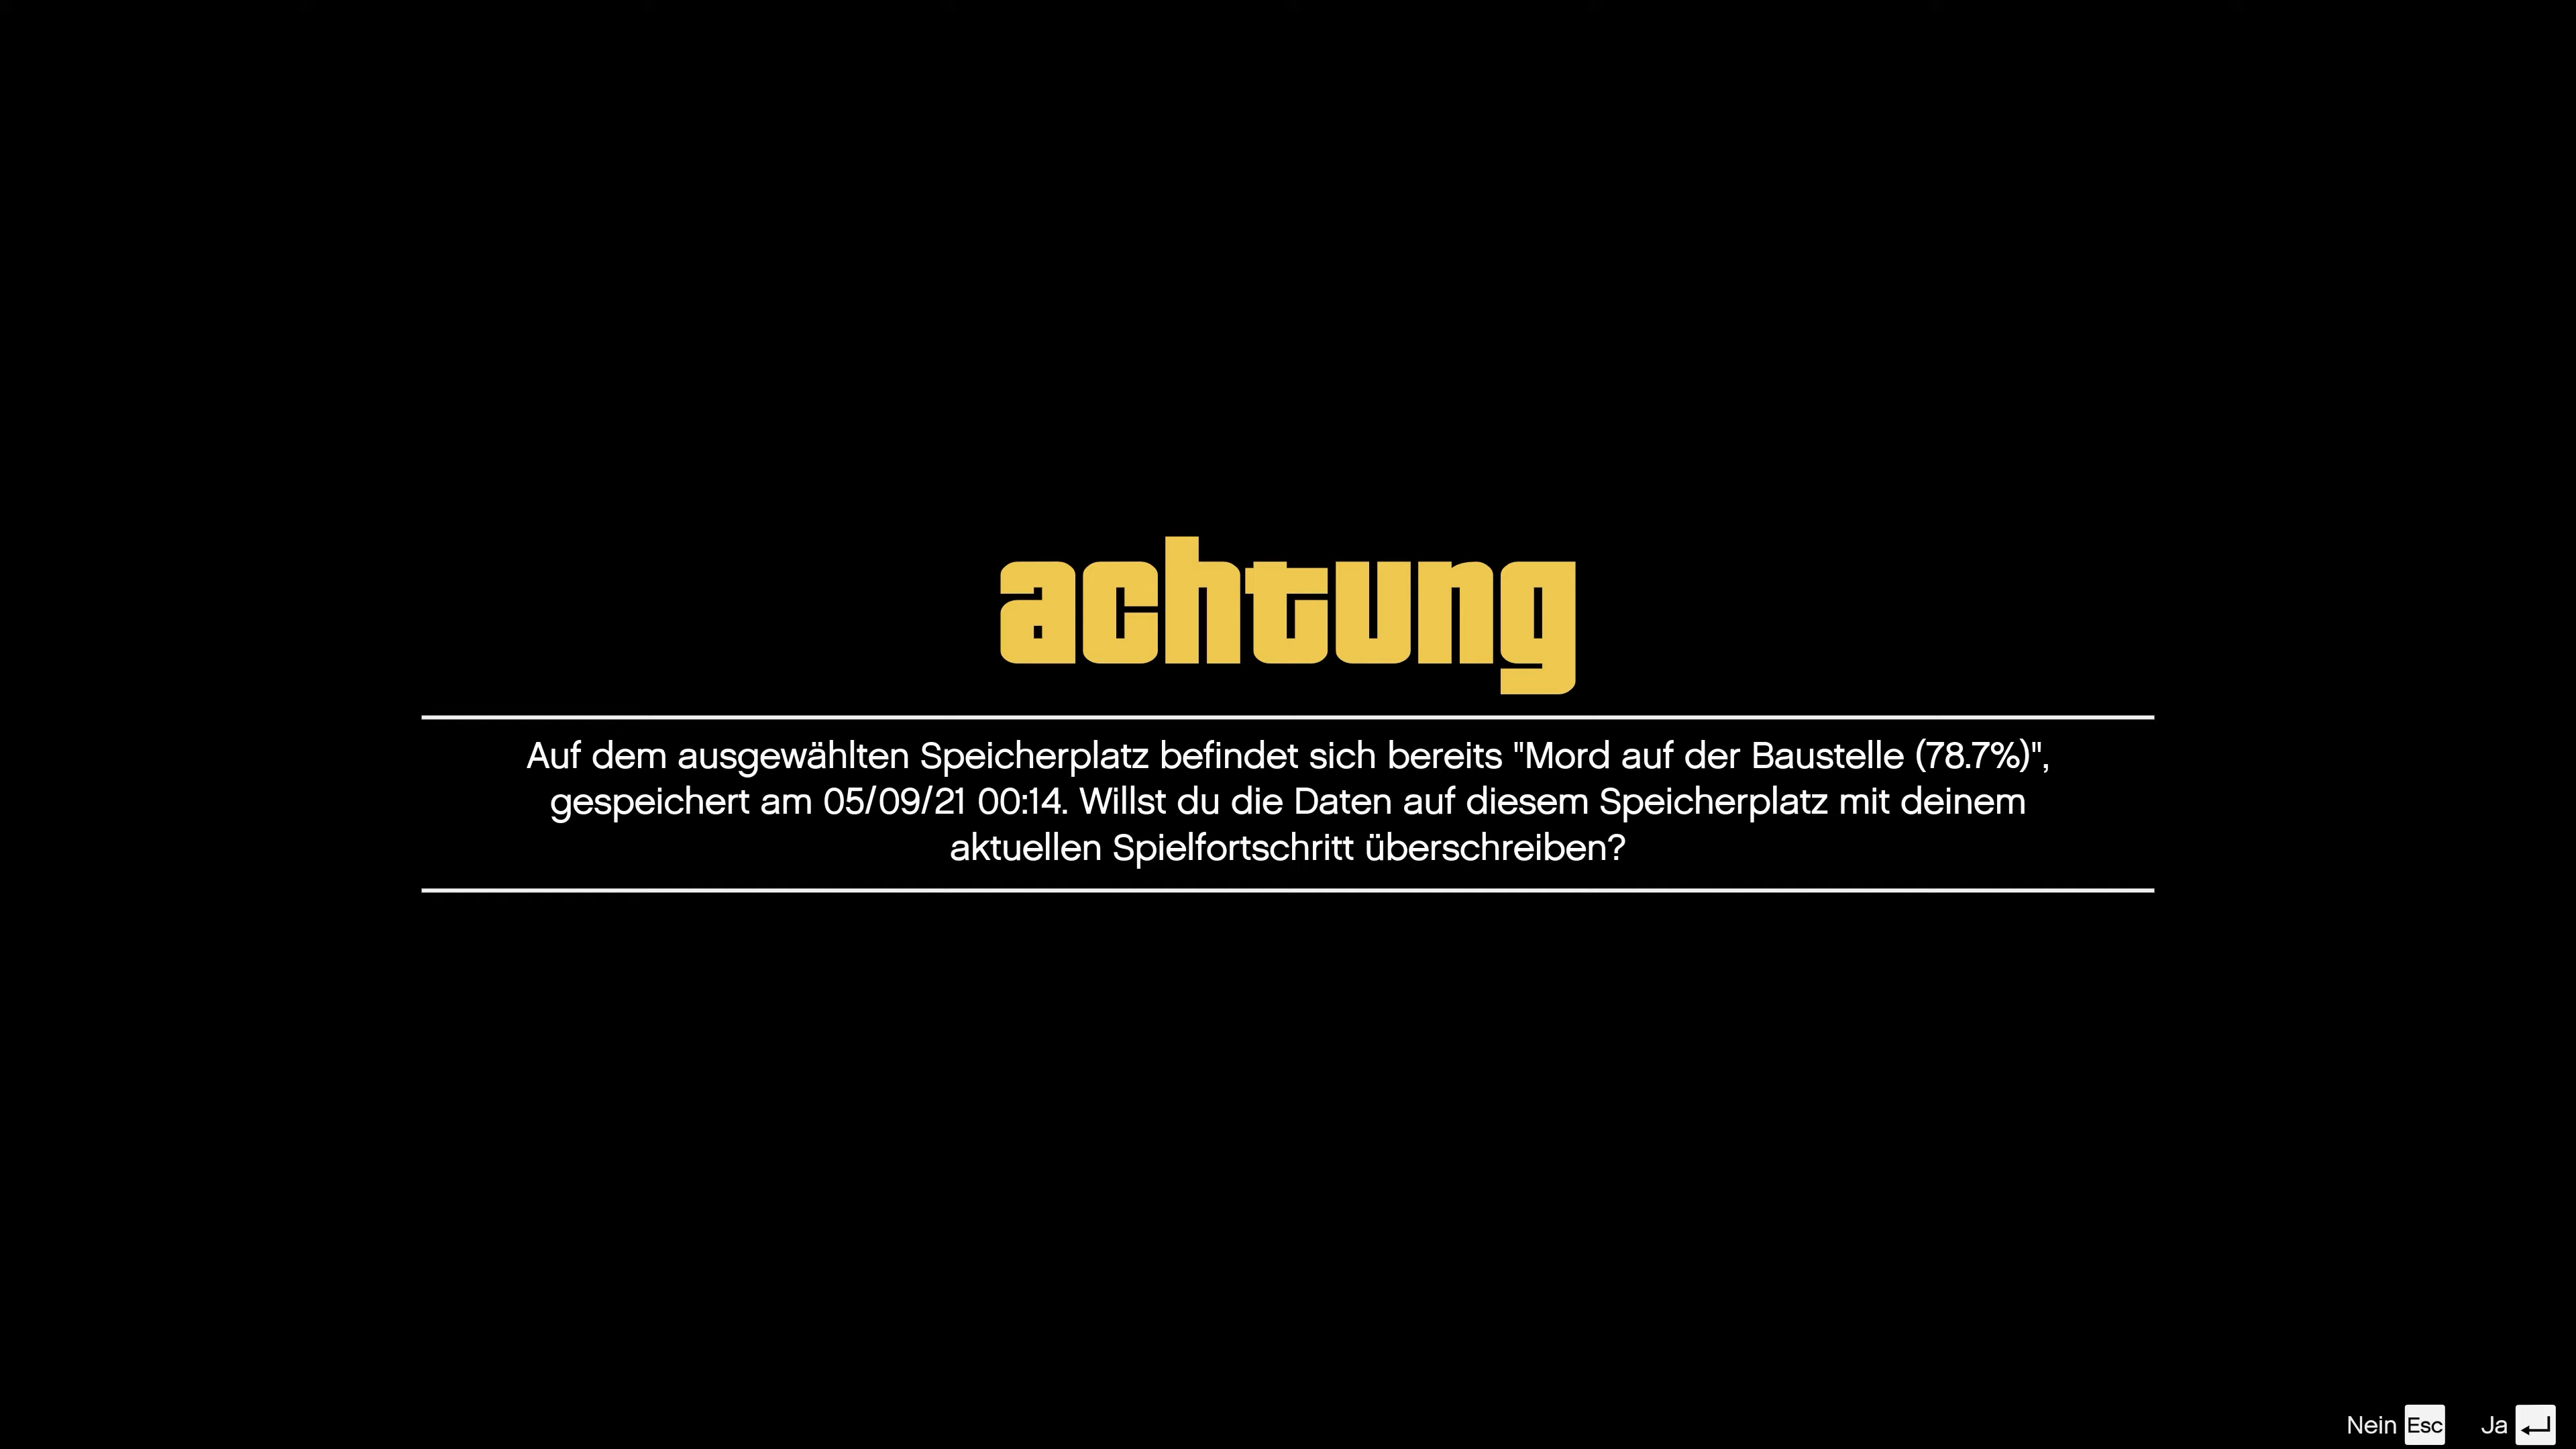 achtung
Auf dem ausgewählten Speicherplatz befindet sich bereits "Mord auf der Baustelle (78.7%)",
gespeichert am 05/09/21 00:14. Willst du die Daten auf diesem Speicherplatz mit deinem
aktuellen Spielfortschritt überschreiben?
Nein Esc Ja